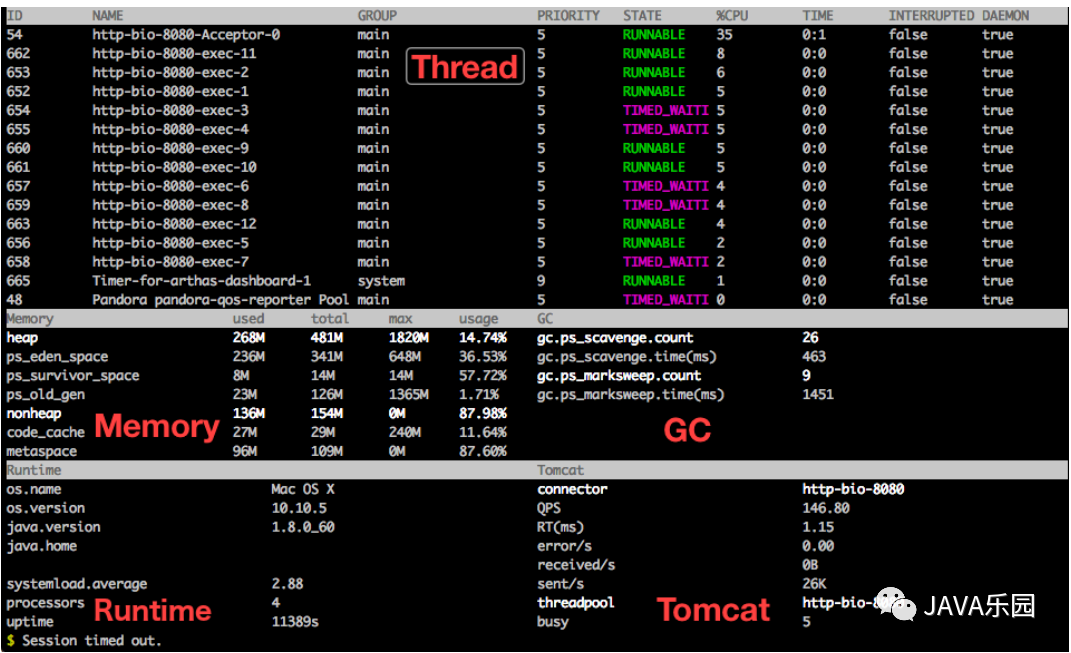 ID NAME GROUP PRIORITY STATE %CPU TIME INTERRUPTED DAEMON
54 http-bio-8080-Acceptor-0 main 5 RUNNABLE 35 0:1 false true
662 http-bio-8080-exec-11 main 5 RUNNABLE 8 0:0 false true
Thread
653 http-bio-8080-exec-2 main 5 RUNNABLE 6 0:0 false true
652 http-bio-8080-exec-1 main 5 RUNNABLE 5 0:0 false true
654 http-bio-8080-exec-3 main 5 TIMED_WAITI 5 0:0 false true
655 http-bio-8080-exec-4 main 5 TIMED_WAITI 5 0:0 false true
660 http-bio-8080-exec-9 main 5 RUNNABLE 5 0:0 false true
661 http-bio-8080-exec-10 main 5 RUNNABLE 5 0:0 false true
657 http-bio-8080-exec-6 main 5 TIMED_WAITI 4 0:0 false true
659 http-bio-8080-exec-8 main 5 TIMED_WAITI 4 0:0 false true
663 http-bio-8080-exec-12 main 5 RUNNABLE 4 0:0 false true
656 http-bio-8080-exec-5 main 5 RUNNABLE 2 0:0 false true
658 http-bio-8080-exec-7 main 5 TIMED_WAITI 2 0:0 false true
665 Timer-for-arthas-dashboard-1 system 9 RUNNABLE 1 0:0 false true
48 Pandora pandora-qos-reporter Pool main 5 TIMED_WAITI 0 0:0 false true
Memory used total max usage GC
heap 268M 481M 1820M 14.74% gc.ps_scavenge.count 26
ps_eden_space 236M 341M 648M 36.53% gc.ps_scavenge.time(ms) 463
ps_survivor_space 8M 14M 14M 57.72% gc.ps_marksweep.count 9
ps_old_gen 23M 126M 1365M 1.71% gc.ps_marksweep.time(ms) 1451
nonheap 136M 154M 0M 87.98%
Memory GC
code_cache 27M 29M 240M 11.64%
metaspace 96M 109M 0M 87.60%
Runtime Tomcat
os.name Mac OS X connector http-bio-8080
os.version 10.10.5 QPS 146.80
java.version 1.8.0_60 RT(ms) 1.15
java.home error/s 0.00
received/s 0B
systemload.average 2.88 sent/s 26K
processors 4 threadpool http-bio-8080
Runtime Tomcat JAVA乐园
uptime 11389s busy 5
$ Session timed out.